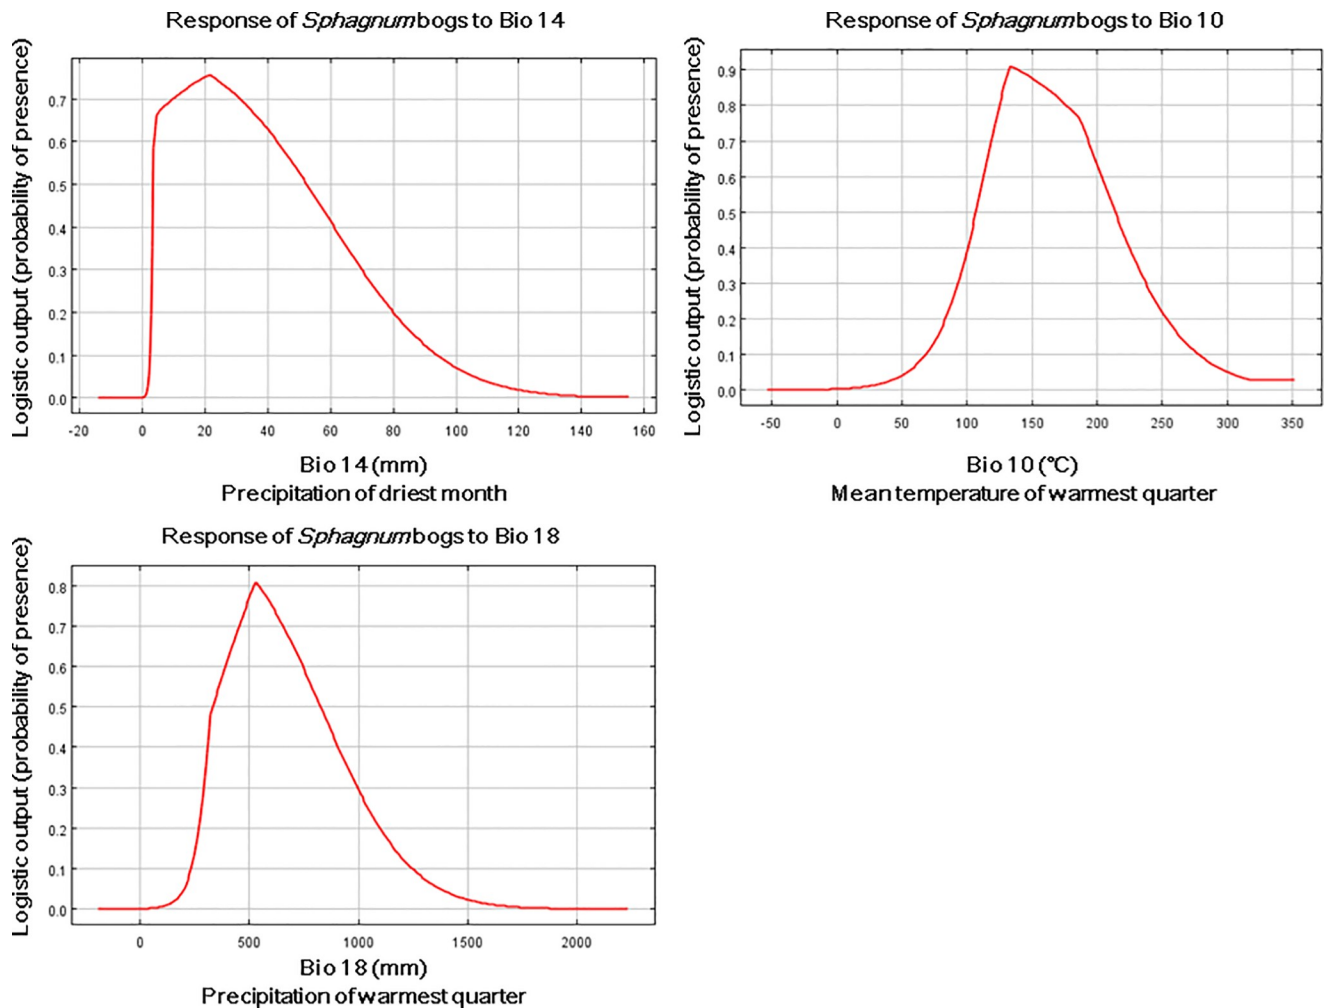 Response of Sphagnum bogs to Bio 14
Logistic output (probability of presence)
0.7
0.6
0.5
0.4
0.3
0.2
0.1
0.0
-20 0 20 40 60 80 100 120 140 160
Bio 14 (mm)
Precipitation of driest month
Response of Sphagnum bogs to Bio 10
Logistic output (probability of presence)
0.9
0.8
0.7
0.6
0.5
0.4
0.3
0.2
0.1
0.0
-50 0 50 100 150 200 250 300 350
Bio 10 (°C)
Mean temperature of warmest quarter
Response of Sphagnum bogs to Bio 18
Logistic output (probability of presence)
0.8
0.7
0.6
0.5
0.4
0.3
0.2
0.1
0.0
0 500 1000 1500 2000
Bio 18 (mm)
Precipitation of warmest quarter